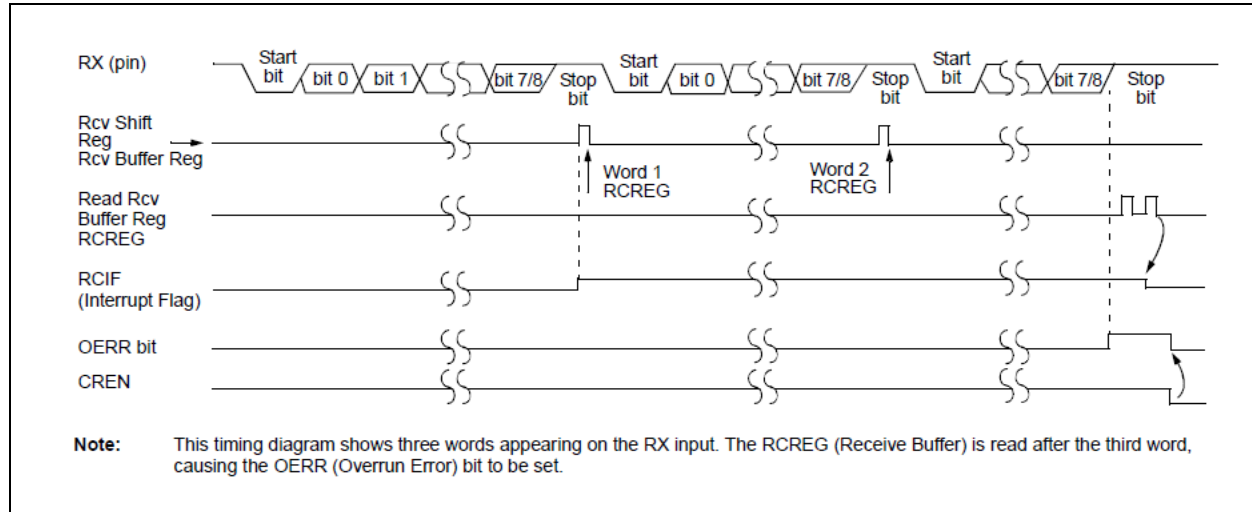 RX (pin)
Start bit
bit 0
bit 1
bit 7/8
Stop bit
Start bit
bit 0
bit 7/8
Stop bit
Start bit
bit 7/8
Stop bit
Rcv Shift
Reg
Rcv Buffer Reg
Word 1
RCREG
Word 2
RCREG
Read Rcv
Buffer Reg
RCREG
RCIF
(Interrupt Flag)
OERR bit
CREN
Note: This timing diagram shows three words appearing on the RX input. The RCREG (Receive Buffer) is read after the third word,
causing the OERR (Overrun Error) bit to be set.